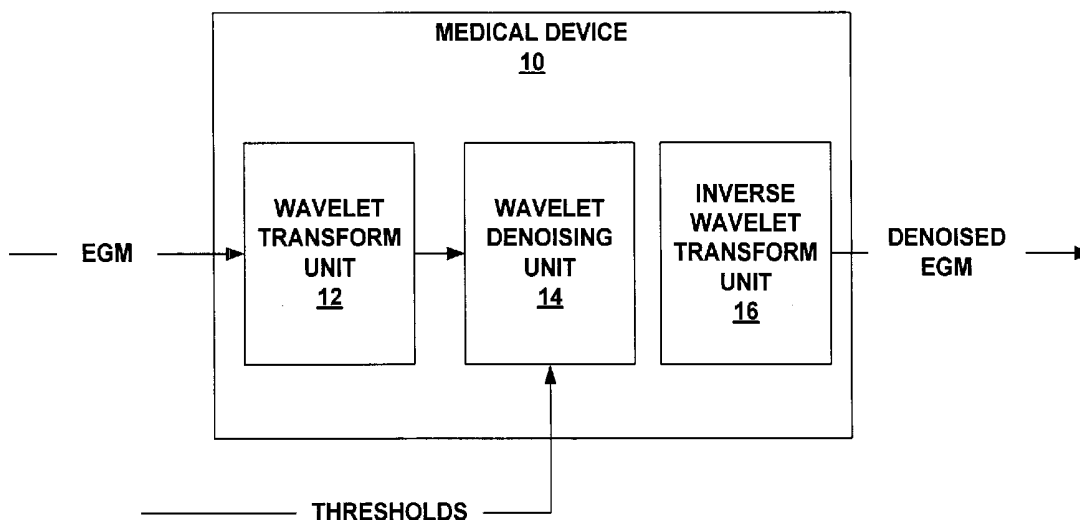 MEDICAL DEVICE
10
WAVELET
TRANSFORM
UNIT
12
WAVELET
DENOISING
UNIT
14
INVERSE
WAVELET
TRANSFORM
UNIT
16
EGM
DENOISED
EGM
THRESHOLDS